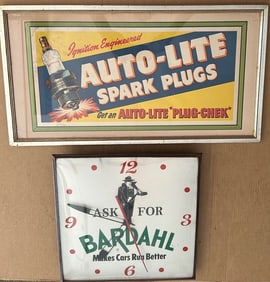 Ignition Engineered
AUTO-LITE
SPARK PLUGS
Get an AUTO-LITE "PLUG-CHEK"
12
ASK FOR
9
3
BARDAHL
Makes Cars Run Better
6